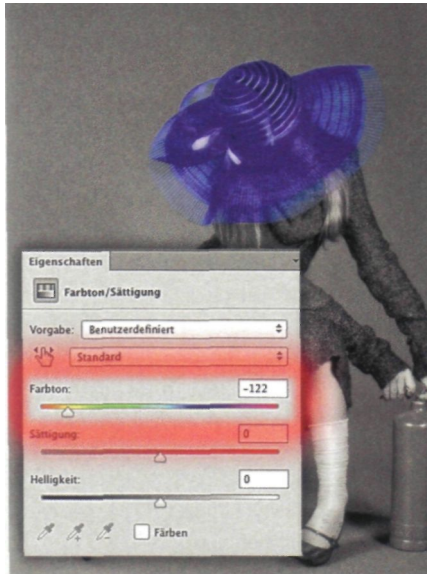 Eigenschaften
Farbton/Sättigung
Vorgabe: Benutzerdefiniert
Standard
Farbton: -122
Sättigung: 0
Helligkeit: 0
Färben